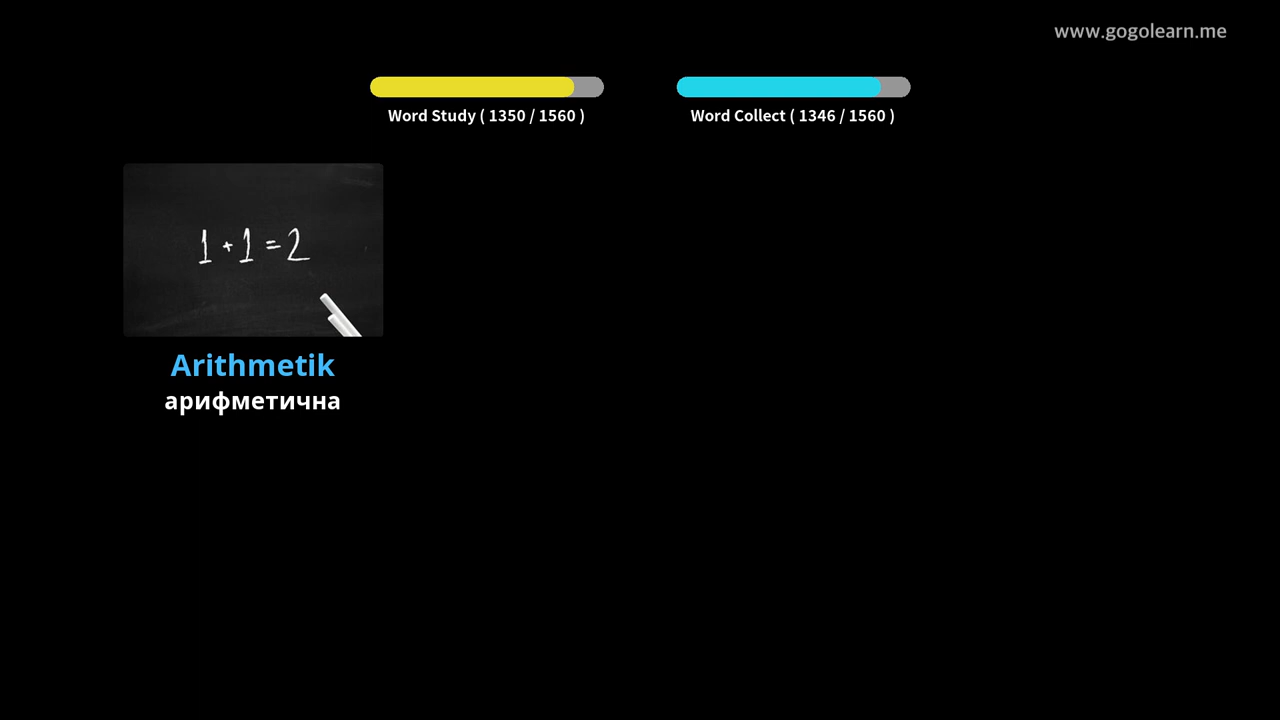 www.gogolearn.me
Word Study ( 1350 / 1560 )
Word Collect ( 1346 / 1560 )
1 + 1 = 2
Arithmetik
арифметична